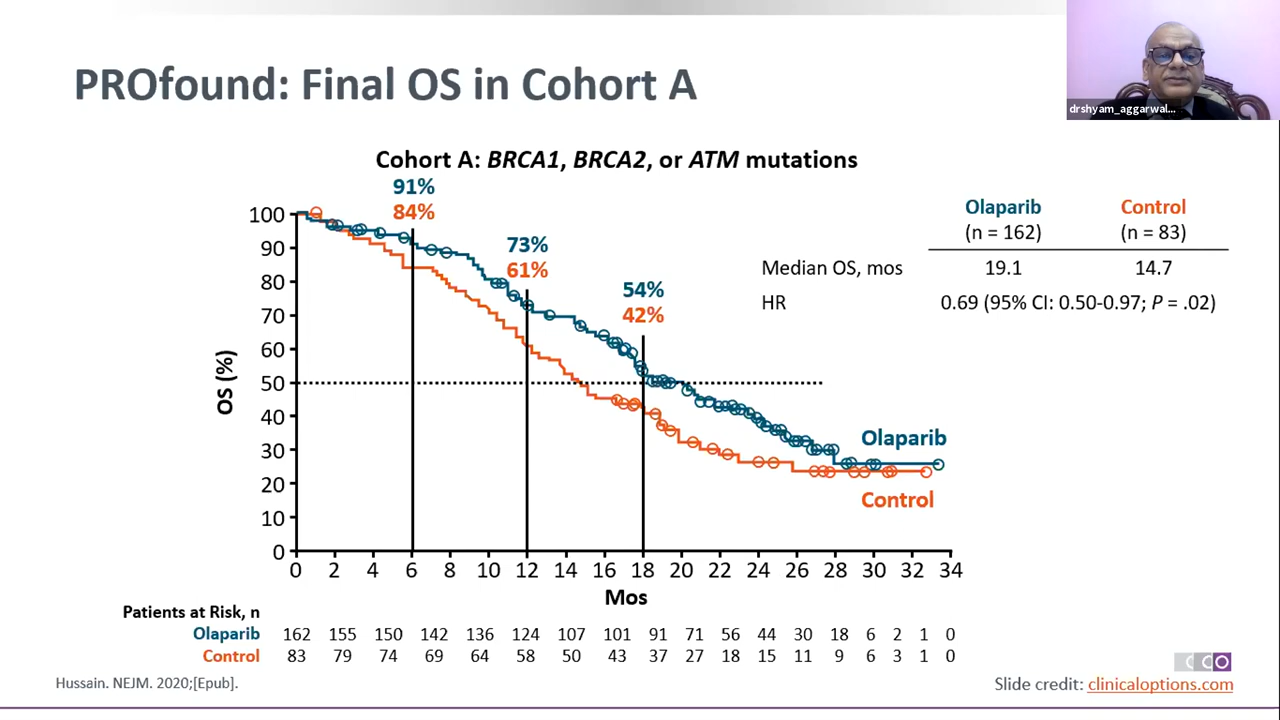 PROfound: Final OS in Cohort A
drshyam_aggarwal...
Cohort A: BRCA1, BRCA2, or ATM mutations
91%
84%
73%
61%
54%
42%
Olaparib Control
(n = 162) (n = 83)
Median OS, mos 19.1 14.7
HR 0.69 (95% CI: 0.50-0.97; P = .02)
OS (%)
100
90
80
70
60
50
40
30
20
10
0
Olaparib
Control
0 2 4 6 8 10 12 14 16 18 20 22 24 26 28 30 32 34
Mos
Patients at Risk, n
Olaparib 162 155 150 142 136 124 107 101 91 71 56 44 30 18 6 2 1 0
Control 83 79 74 69 64 58 50 43 37 27 18 15 11 9 6 3 1 0
CCO
Hussain. NEJM. 2020;[Epub].
Slide credit: clinicaloptions.com